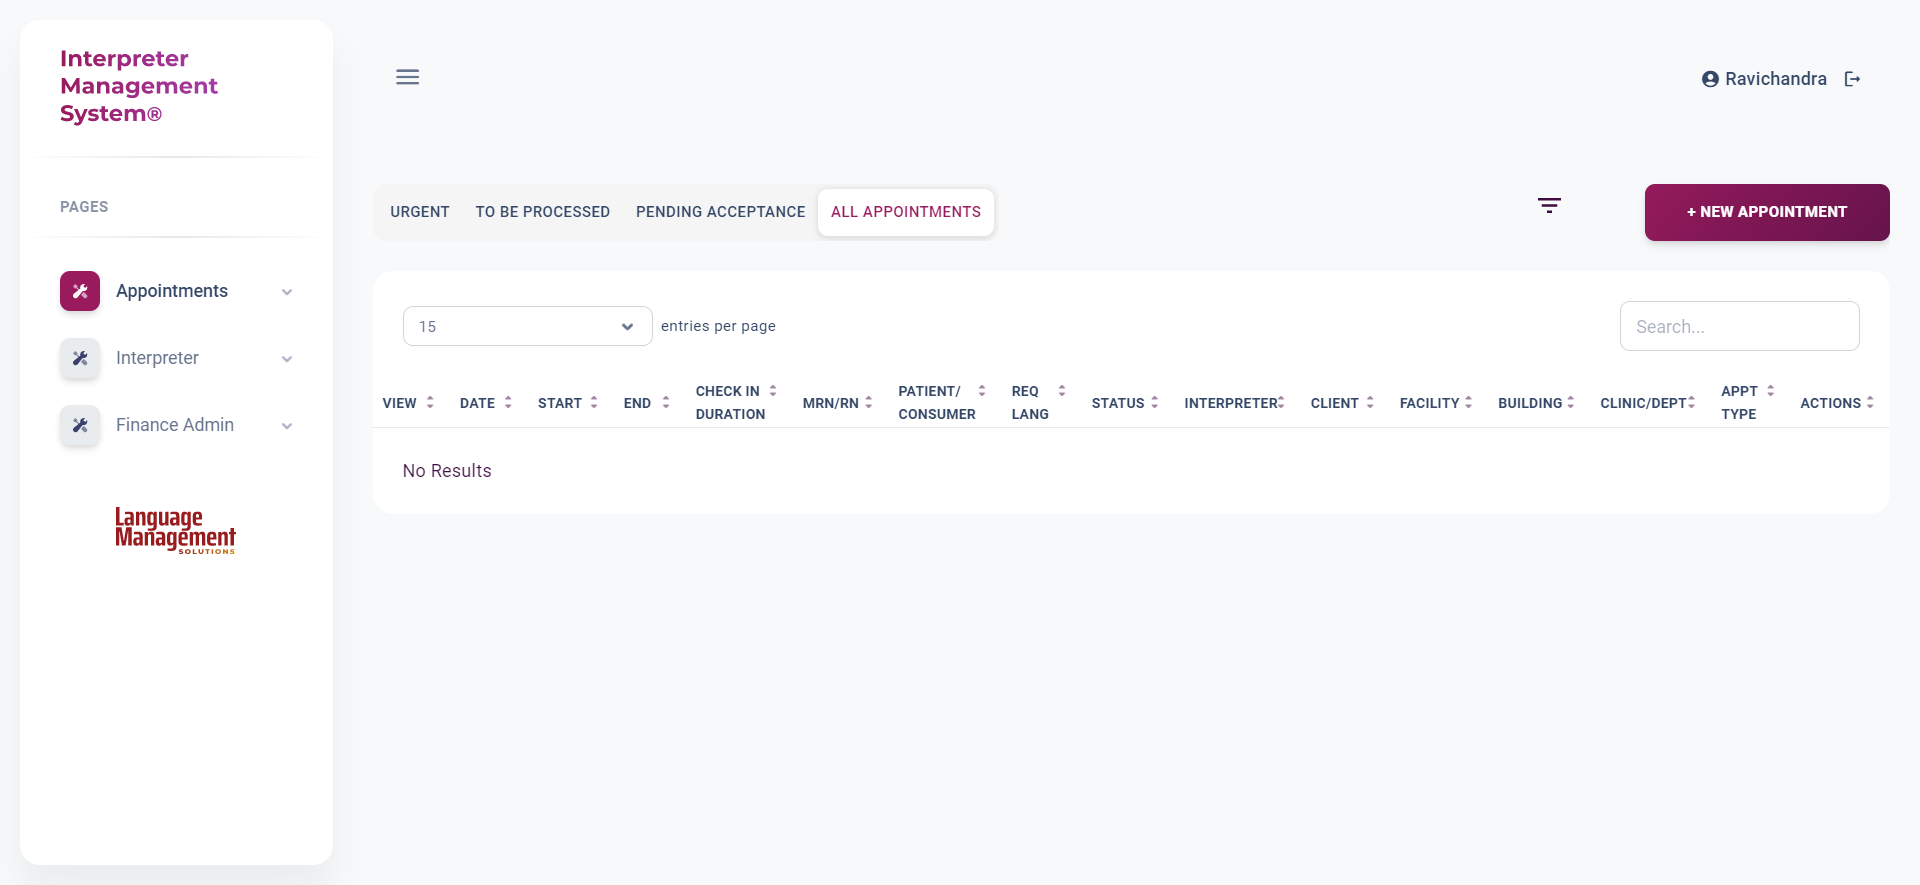 Interpreter
Management
System®
PAGES
Appointments
Interpreter
Finance Admin
Language
Management
SOLUTIONS
Ravichandra
URGENT TO BE PROCESSED PENDING ACCEPTANCE ALL APPOINTMENTS
+ NEW APPOINTMENT
15 entries per page
Search...
VIEW DATE START END CHECK IN DURATION MRN/RN PATIENT/ CONSUMER REQ LANG STATUS INTERPRETER CLIENT FACILITY BUILDING CLINIC/DEPT APPT TYPE ACTIONS
No Results